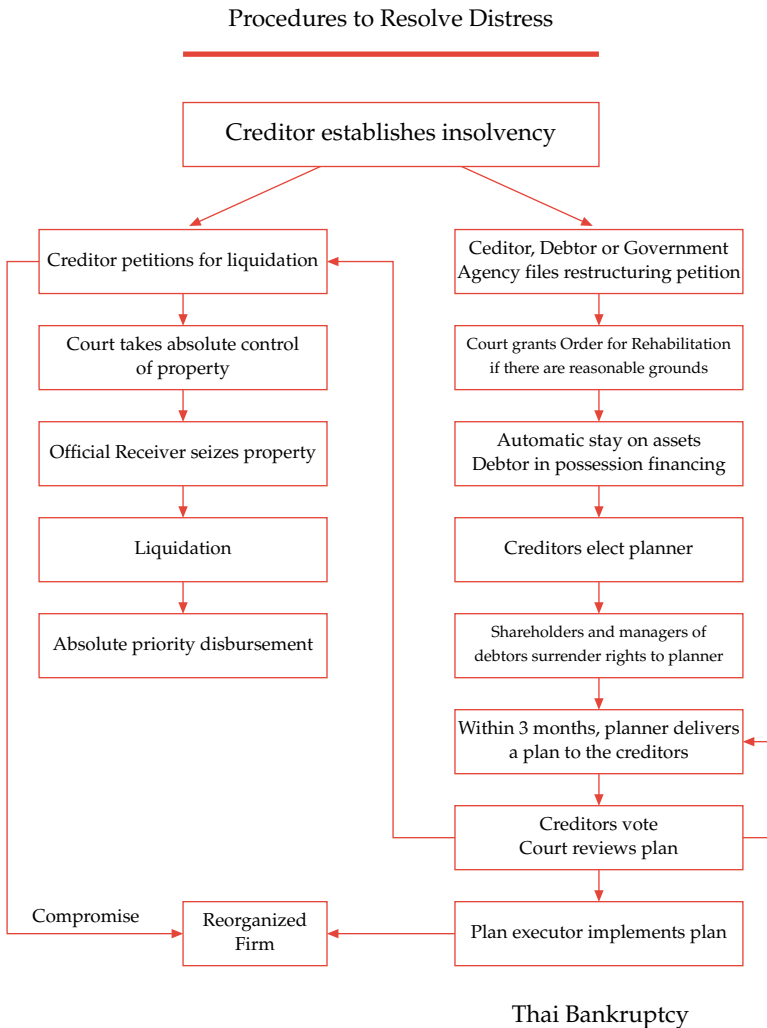 Procedures to Resolve Distress
Creditor establishes insolvency
Creditor petitions for liquidation
Court takes absolute control
of property
Official Receiver seizes property
Liquidation
Absolute priority disbursement
Ceditor, Debtor or Government
Agency files restructuring petition
Court grants Order for Rehabilitation
if there are reasonable grounds
Automatic stay on assets
Debtor in possession financing
Creditors elect planner
Shareholders and managers of
debtors surrender rights to planner
Within 3 months, planner delivers
a plan to the creditors
Creditors vote
Court reviews plan
Compromise
Reorganized
Firm
Plan executor implements plan
Thai Bankruptcy